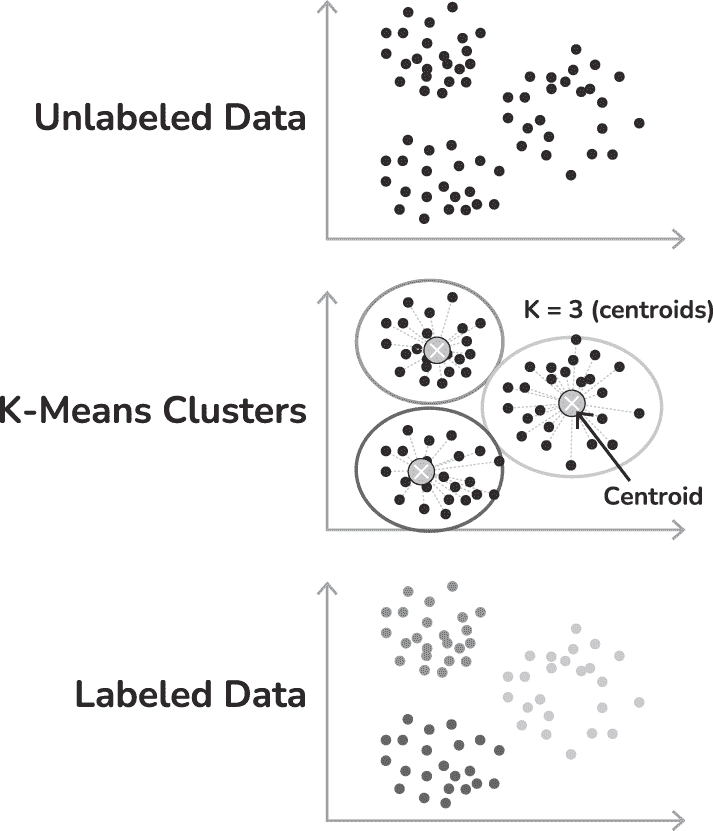 Unlabeled Data
K = 3 (centroids)
K-Means Clusters
Centroid
Labeled Data